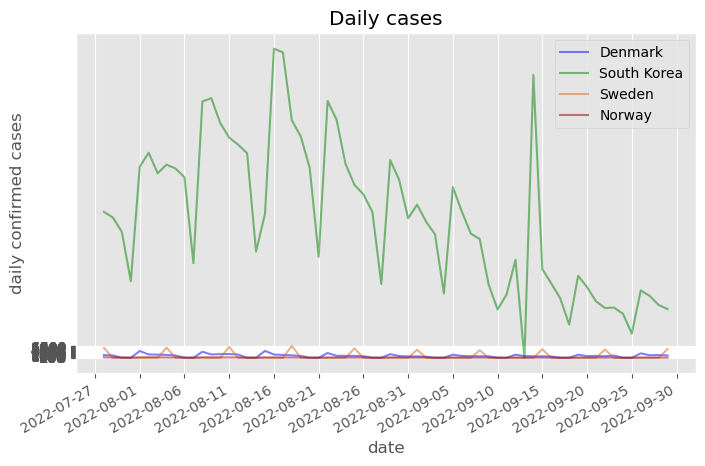 Daily cases
Denmark
South Korea
Sweden
Norway
daily confirmed cases
2022-07-27
2022-08-01
2022-08-06
2022-08-11
2022-08-16
2022-08-21
2022-08-26
2022-08-31
2022-09-05
2022-09-10
2022-09-15
2022-09-20
2022-09-25
2022-09-30
date